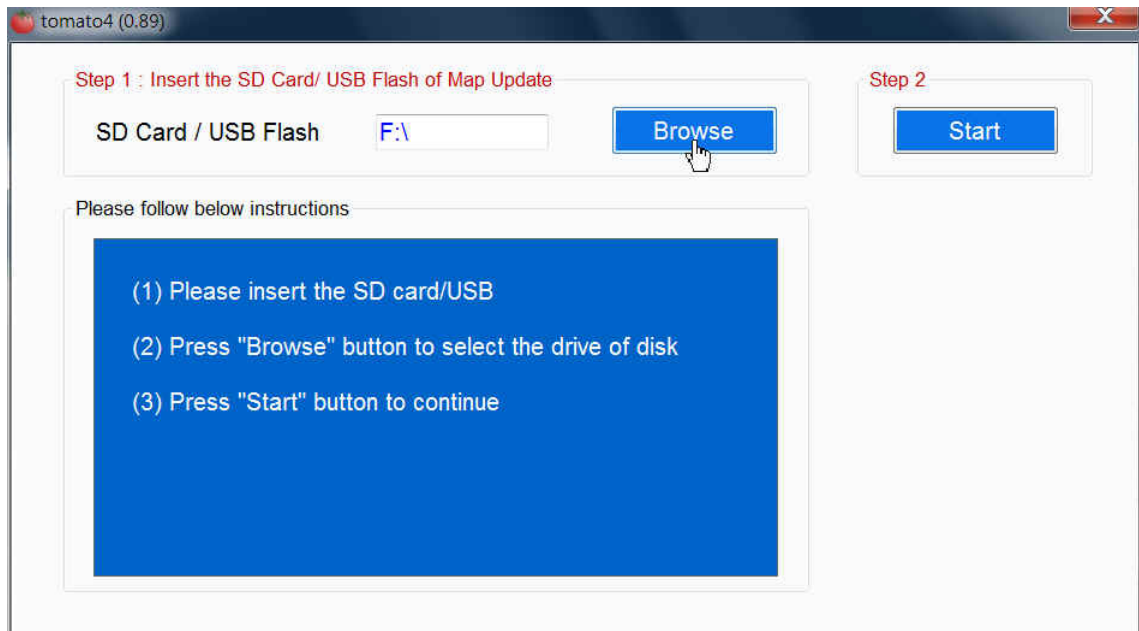 tomato4 (0.89)
X
Step 1 : Insert the SD Card/ USB Flash of Map Update
SD Card / USB Flash
F:\
Browse
Step 2
Start
Please follow below instructions
(1) Please insert the SD card/USB
(2) Press "Browse" button to select the drive of disk
(3) Press "Start" button to continue